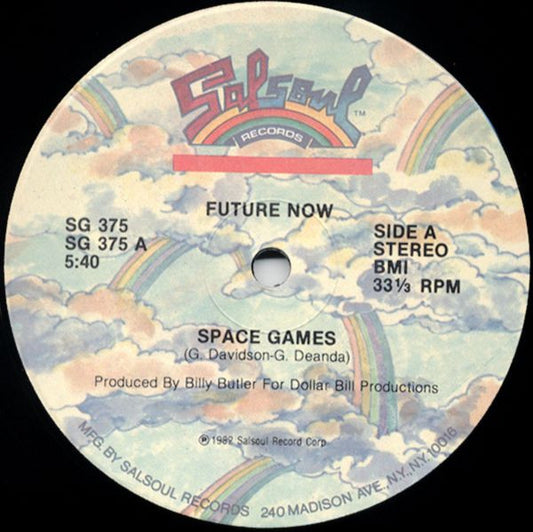 Salsoul™
RECORDS
FUTURE NOW
SG 375
SG 375 A
5:40
SIDE A
STEREO
BMI
33⅓ RPM
SPACE GAMES
(G. Davidson-G. Deanda)
Produced By Billy Butler For Dollar Bill Productions
℗1982 Salsoul Record Corp
MFG. BY SALSOUL RECORDS 240 MADISON AVE., N.Y., N.Y. 10016